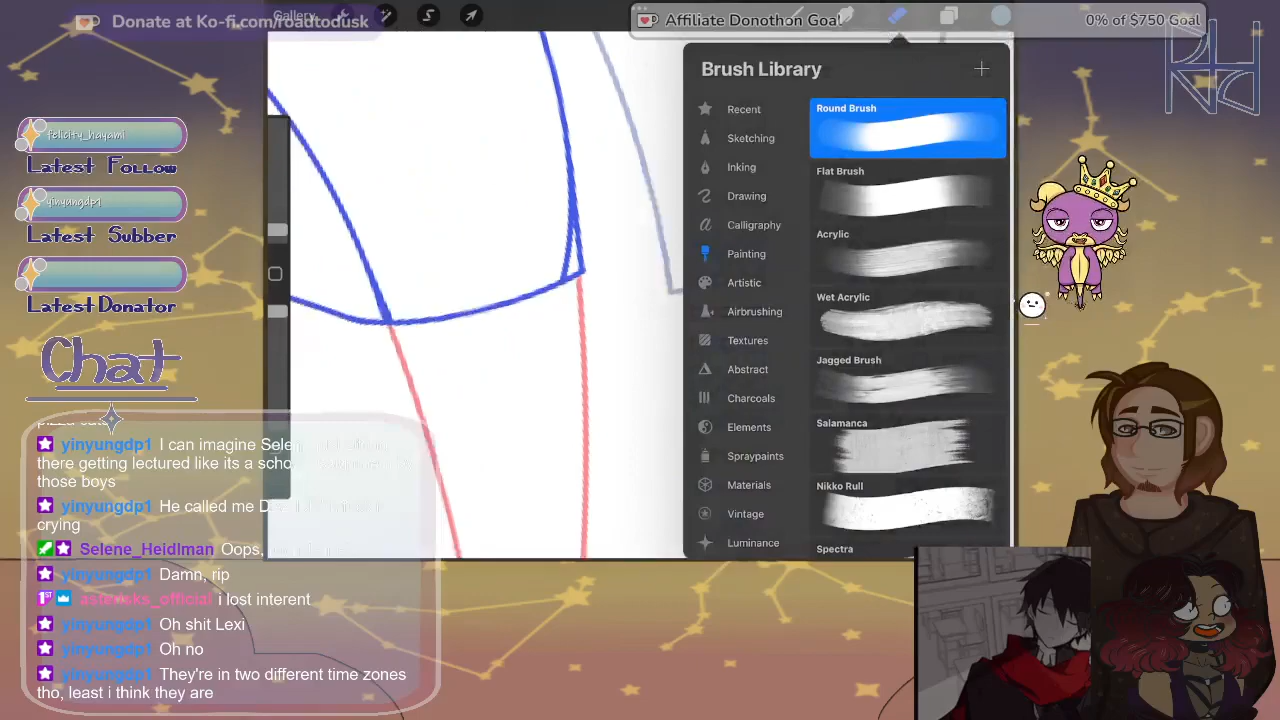 Donate at Ko-fi.com/roadtodusk
Gallery
Affiliate Donothon Goal
0% of $750 Goal
felicity_hayami
Latest Follow
yinyungdp1
Latest Subber
Latest Donator
Chat
yinyungdp1 I can imagine Selen
there getting lectured like its a scho
those boys
yinyungdp1 He called me D
crying
Selene_Heidlman Oops,
yinyungdp1 Damn, rip
asterisks_official i lost interent
yinyungdp1 Oh shit Lexi
yinyungdp1 Oh no
yinyungdp1 They're in two different time zones
tho, least i think they are
Brush Library
Recent
Sketching
Inking
Drawing
Calligraphy
Painting
Artistic
Airbrushing
Textures
Abstract
Charcoals
Elements
Spraypaints
Materials
Vintage
Luminance
Round Brush
Flat Brush
Acrylic
Wet Acrylic
Jagged Brush
Salamanca
Nikko Rull
Spectra